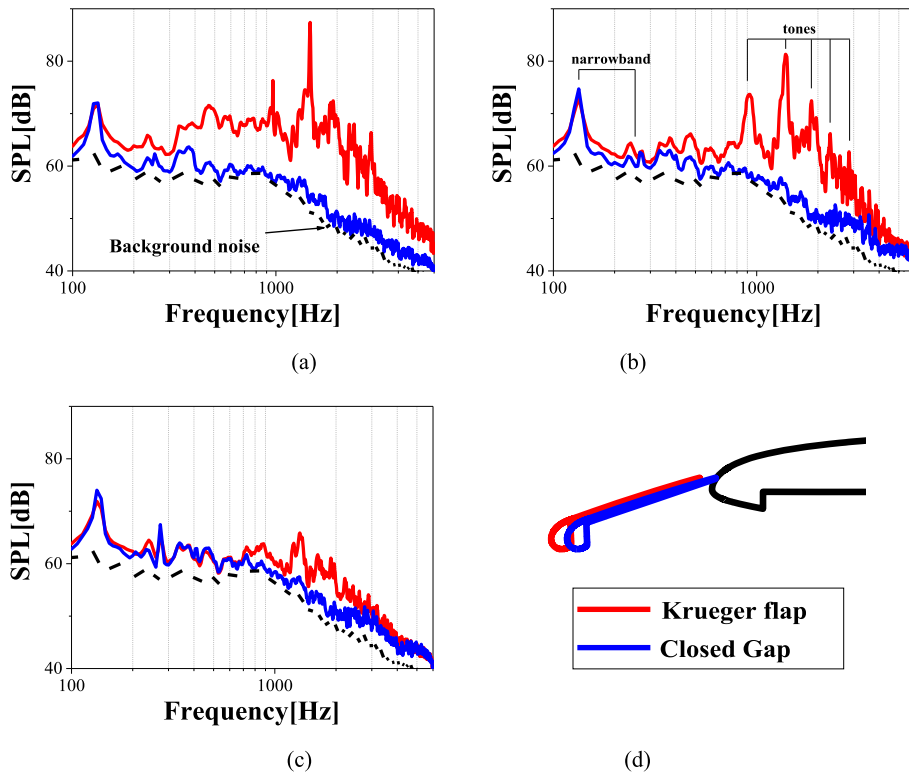 SPL[dB]
80
60
40
100
1000
Background noise
Frequency[Hz]
(a)
SPL[dB]
80
60
40
100
1000
narrowband
tones
Frequency[Hz]
(b)
SPL[dB]
80
60
40
100
1000
Frequency[Hz]
(c)
Krueger flap
Closed Gap
(d)